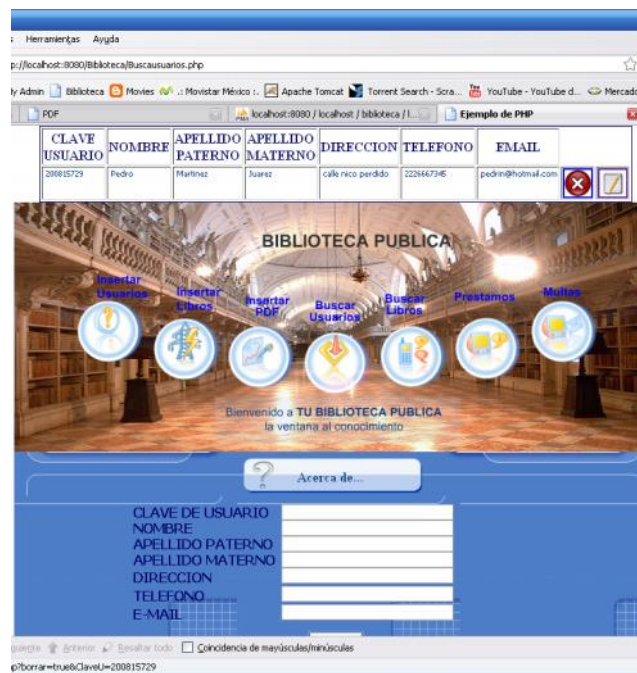 Herramientas Ayuda
p://localhost:8080/Biblioteca/Buscausuarios.php
y Admin Biblioteca Movies .: Movistar México :. Apache Tomcat Torrent Search - Scra... YouTube - YouTube d... Mercado
PDF localhost:8080 / localhost / biblioteca / l... Ejemplo de PHP
CLAVE USUARIO NOMBRE APELLIDO PATERNO APELLIDO MATERNO DIRECCION TELEFONO EMAIL
200815729 Pedro Martinez Juarez calle nico perdido 2226667345 pedrin@hotmail.com
BIBLIOTECA PUBLICA
Insertar Usuarios Insertar Libros Insertar PDF Buscar Usuarios Buscar Libros Prestamos Multas
Bienvenido a TU BIBLIOTECA PUBLICA
la ventana al conocimiento
Acerca de...
CLAVE DE USUARIO
NOMBRE
APELLIDO PATERNO
APELLIDO MATERNO
DIRECCION
TELEFONO
E-MAIL
Anterior Resaltar todo Coincidencia de mayúsculas/minúsculas
p?borrar=true&ClaveU=200815729